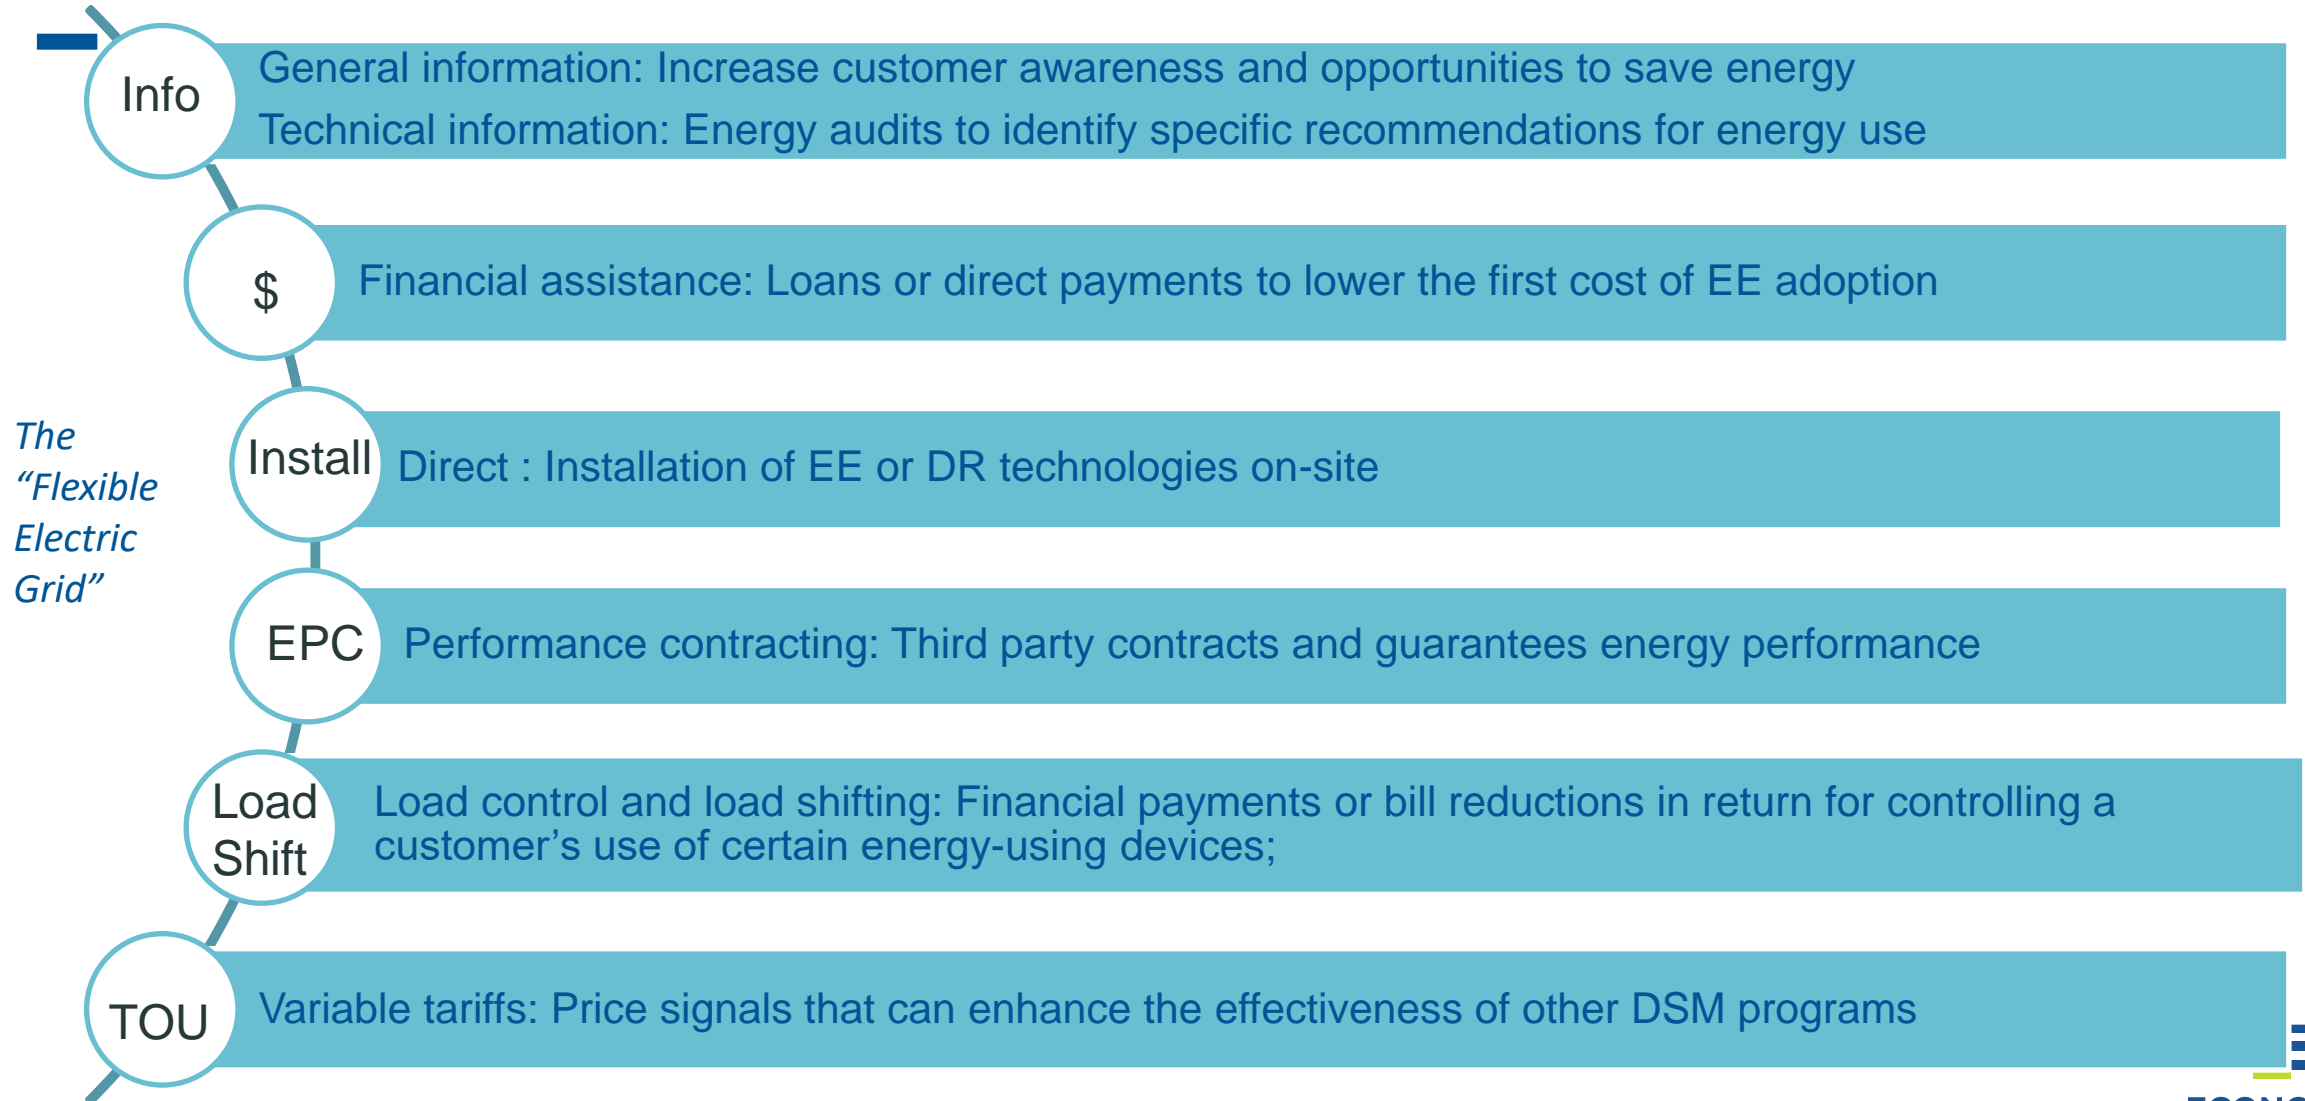 Info
General information: Increase customer awareness and opportunities to save energy
Technical information: Energy audits to identify specific recommendations for energy use
$
Financial assistance: Loans or direct payments to lower the first cost of EE adoption
The
“Flexible
Electric
Grid”
Install
Direct : Installation of EE or DR technologies on-site
EPC
Performance contracting: Third party contracts and guarantees energy performance
Load
Shift
Load control and load shifting: Financial payments or bill reductions in return for controlling a
customer’s use of certain energy-using devices;
TOU
Variable tariffs: Price signals that can enhance the effectiveness of other DSM programs